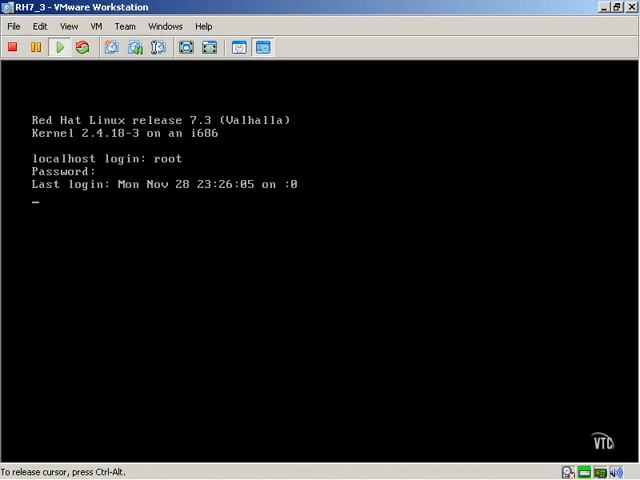 RH7_3 - VMware Workstation
File Edit View VM Team Windows Help
Red Hat Linux release 7.3 (Valhalla)
Kernel 2.4.18-3 on an i686
localhost login: root
Password:
Last login: Mon Nov 28 23:26:05 on :0
_
VTC
To release cursor, press Ctrl-Alt.